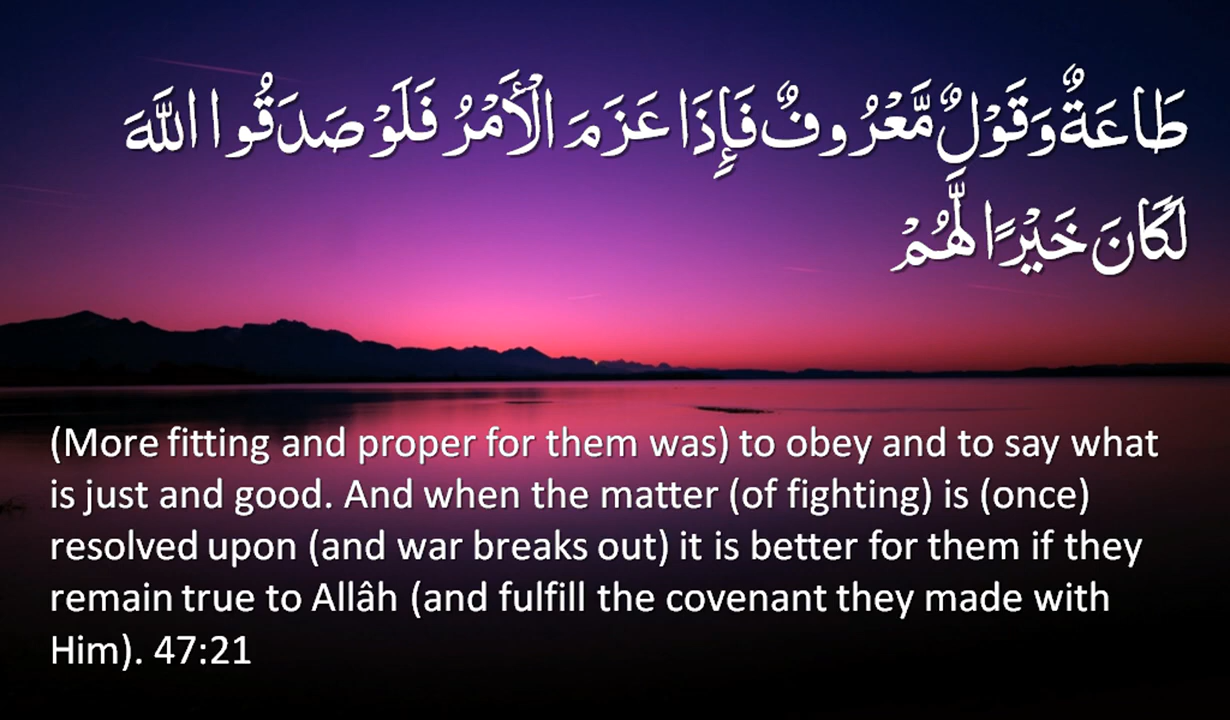 طَاعَةٌ وَقَوْلٌ مَّعْرُوفٌ فَإِذَا عَزَمَ الْأَمْرُ فَلَوْ صَدَقُوا اللَّهَ
لَكَانَ خَيْرًا لَّهُمْ
(More fitting and proper for them was) to obey and to say what
is just and good. And when the matter (of fighting) is (once)
resolved upon (and war breaks out) it is better for them if they
remain true to Allâh (and fulfill the covenant they made with
Him). 47:21